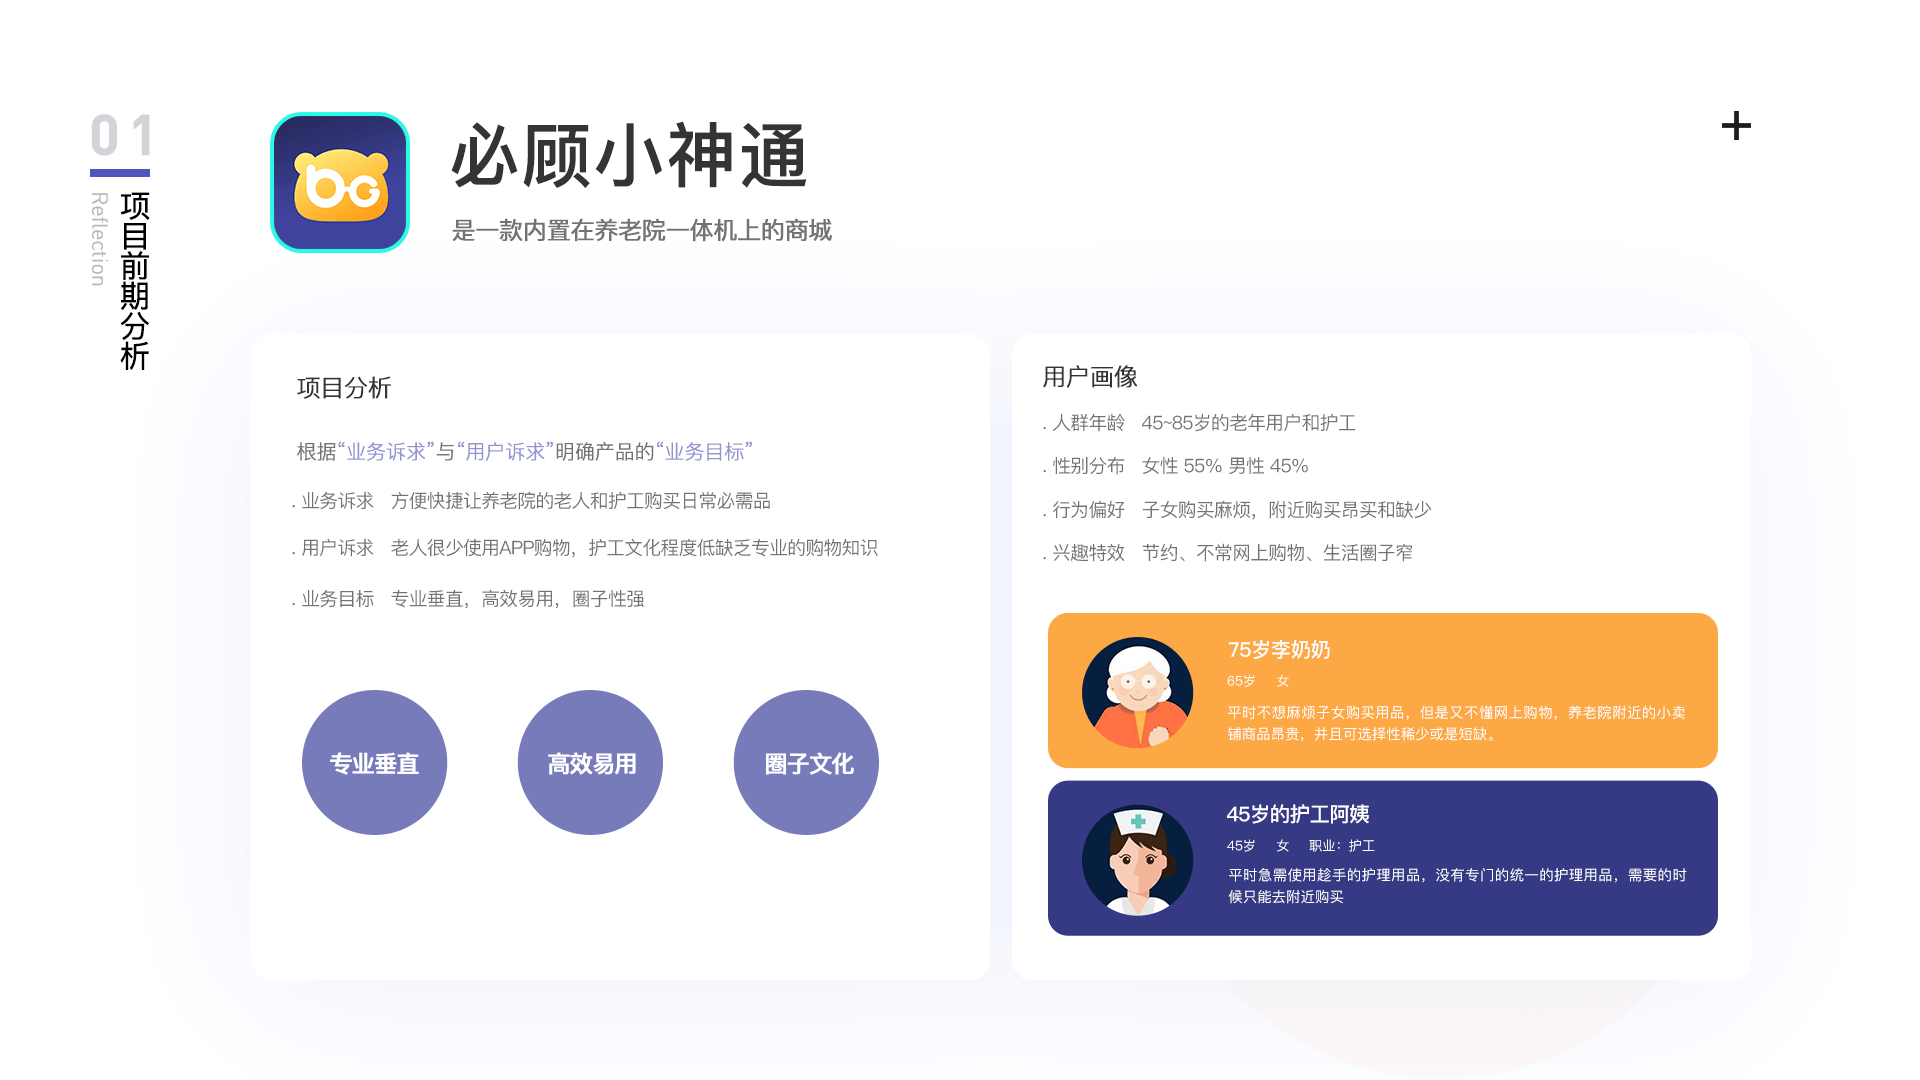 01
项目前期分析
Reflection
bG
必顾小神通
是一款内置在养老院一体机上的商城
项目分析
根据“业务诉求”与“用户诉求”明确产品的“业务目标”
. 业务诉求 方便快捷让养老院的老人和护工购买日常必需品
. 用户诉求 老人很少使用APP购物，护工文化程度低缺乏专业的购物知识
. 业务目标 专业垂直，高效易用，圈子性强
专业垂直
高效易用
圈子文化
用户画像
. 人群年龄 45~85岁的老年用户和护工
. 性别分布 女性 55% 男性 45%
. 行为偏好 子女购买麻烦，附近购买昂买和缺少
. 兴趣特效 节约、不常网上购物、生活圈子窄
75岁李奶奶
65岁 女
平时不想麻烦子女购买用品，但是又不懂网上购物，养老院附近的小卖
铺商品昂贵，并且可选择性稀少或是短缺。
45岁的护工阿姨
45岁 女 职业：护工
平时急需使用趁手的护理用品，没有专门的统一的护理用品，需要的时
候只能去附近购买